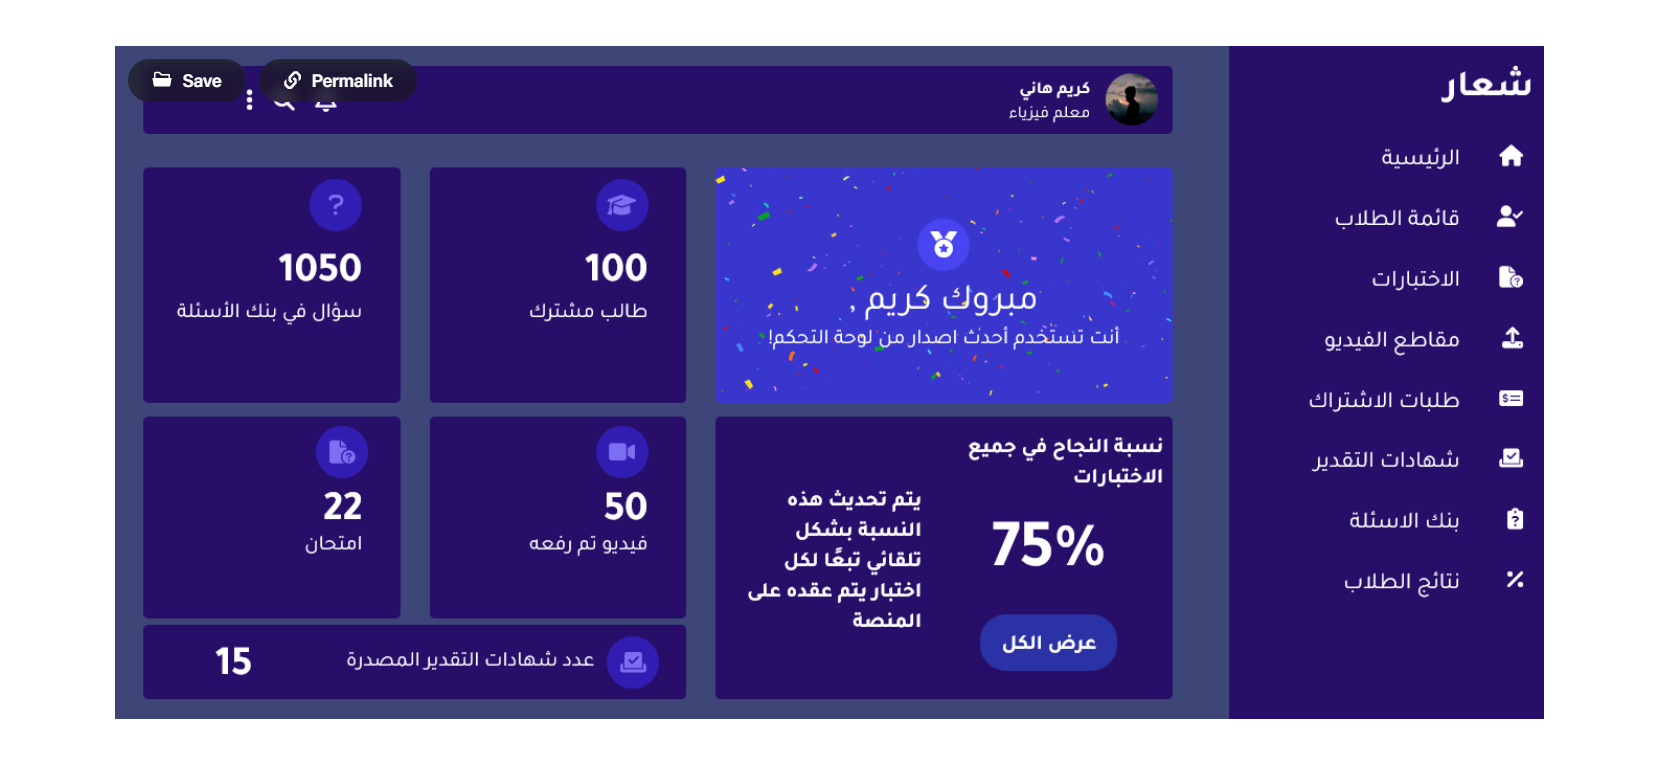 شعار
الرئيسية
قائمة الطلاب
الاختبارات
مقاطع الفيديو
طلبات الاشتراك
شهادات التقدير
بنك الاسئلة
نتائج الطلاب
كريم هاني
معلم فيزياء
Save
Permalink
مبروك كريم ,
أنت تستخدم أحدث اصدار من لوحة التحكم!
100
طالب مشترك
1050
سؤال في بنك الأسئلة
نسبة النجاح في جميع
الاختبارات
75%
عرض الكل
يتم تحديث هذه
النسبة بشكل
تلقائي تبعًا لكل
اختبار يتم عقده على
المنصة
50
فيديو تم رفعه
22
امتحان
عدد شهادات التقدير المصدرة
15